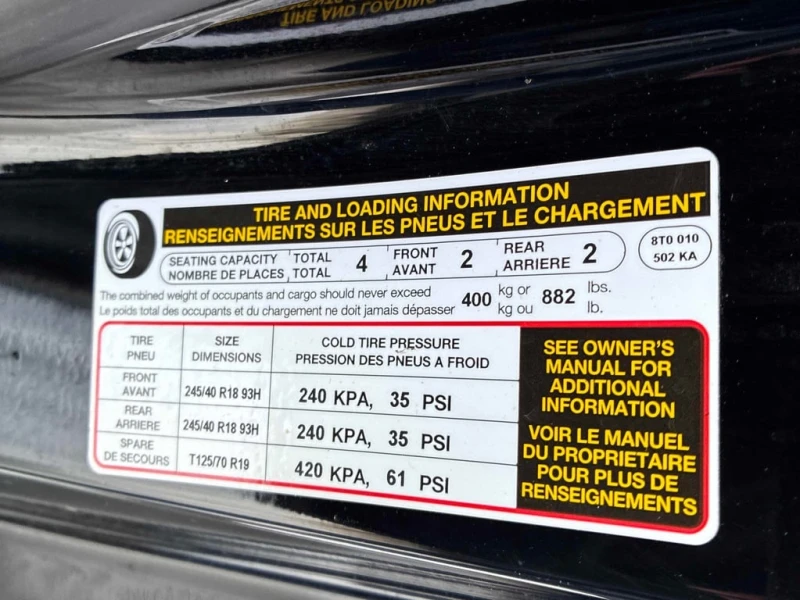 TIRE AND LOADING
TIRE AND LOADING INFORMATION
RENSEIGNEMENTS SUR LES PNEUS ET LE CHARGEMENT
SEATING CAPACITY TOTAL 4 FRONT 2 REAR 2
NOMBRE DE PLACES TOTAL AVANT ARRIERE
8T0 010
502 KA
The combined weight of occupants and cargo should never exceed 400 kg or 882 lbs.
Le poids total des occupants et du chargement ne doit jamais dépasser kg ou lb.
TIRE SIZE COLD TIRE PRESSURE
PNEU DIMENSIONS PRESSION DES PNEUS A FROID
FRONT
AVANT 245/40 R18 93H 240 KPA, 35 PSI
REAR
ARRIERE 245/40 R18 93H 240 KPA, 35 PSI
SPARE
DE SECOURS T125/70 R19 420 KPA, 61 PSI
SEE OWNER'S
MANUAL FOR
ADDITIONAL
INFORMATION
VOIR LE MANUEL
DU PROPRIETAIRE
POUR PLUS DE
RENSEIGNEMENTS